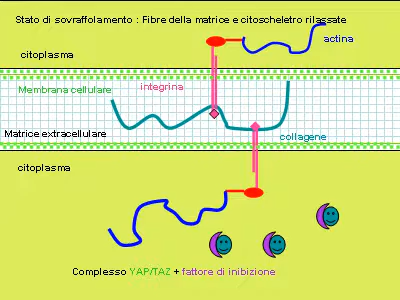 Stato di sovraffolamento : Fibre della matrice e citoscheletro rilassate
actina
citoplasma
integrina
Membrana cellulare
Matrice extracellulare
collagene
citoplasma
Complesso YAP/TAZ + fattore di inibizione